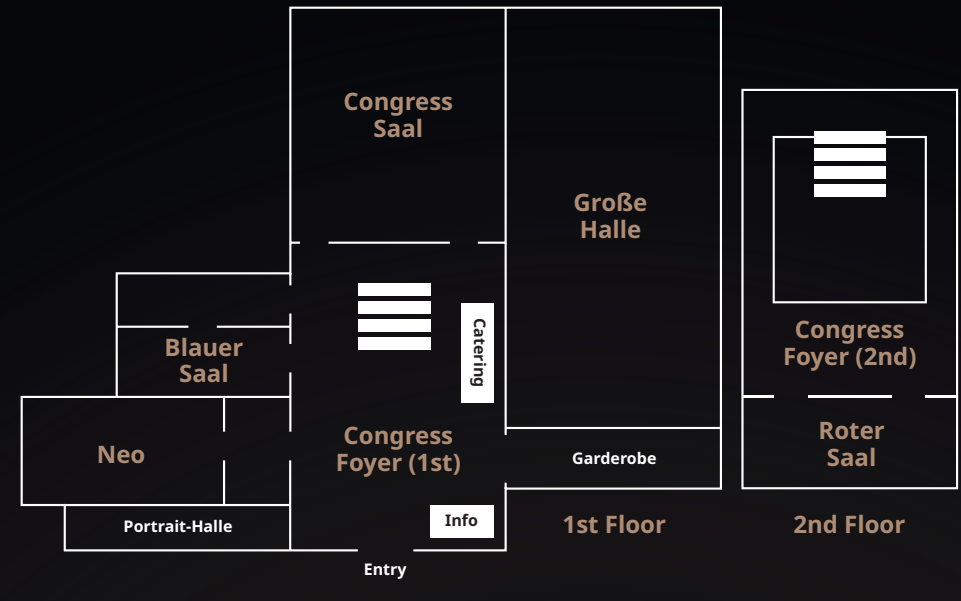 Congress
Saal
Große
Halle
Catering
Blauer
Saal
Neo
Congress
Foyer (1st)
Garderobe
Portrait-Halle
Info
Entry
1st Floor
Congress
Foyer (2nd)
Roter
Saal
2nd Floor